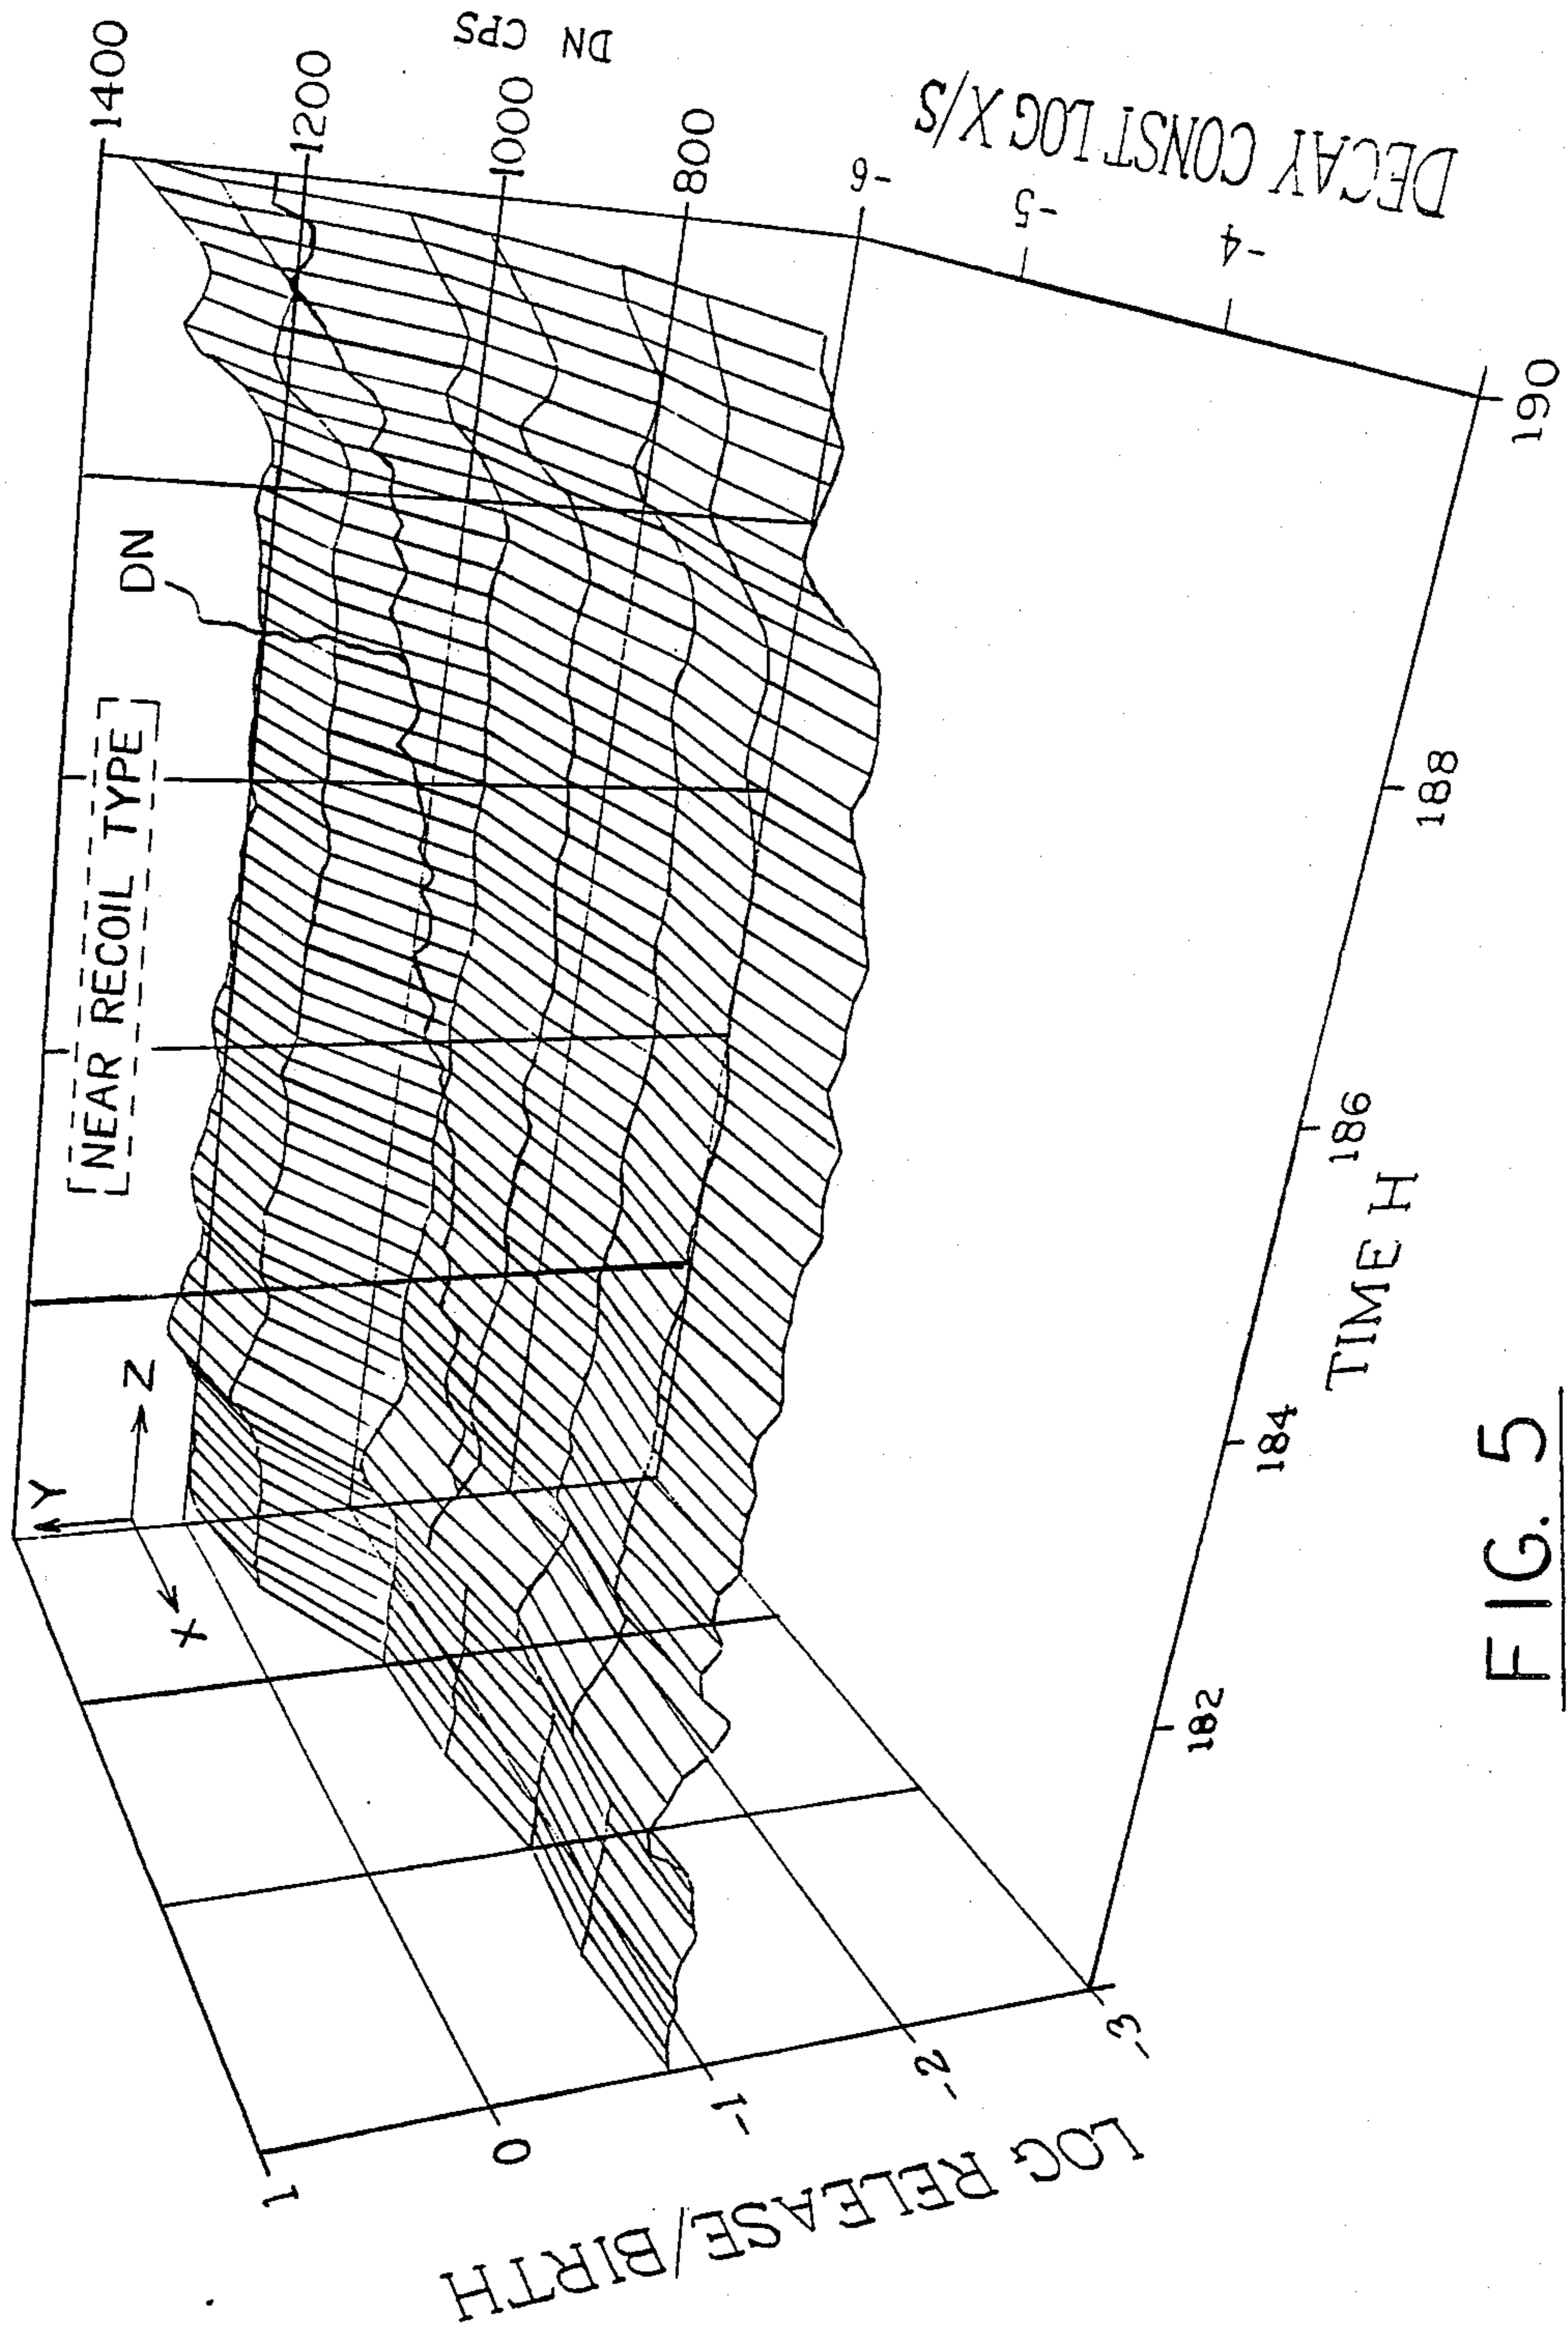 [NEAR RECOIL TYPE]
DN
Y
Z
X
1400
1200
1000
800
DN CPS
-6
-5
-4
DECAY CONST LOG X/S
1
0
-1
-2
-3
LOG RELEASE/BIRTH
182
184
186
188
190
TIME H
FIG. 5